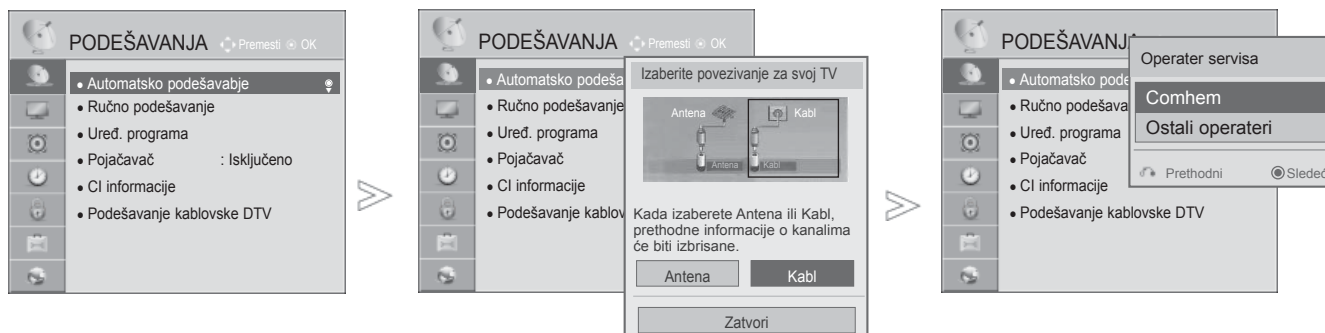 PODEŠAVANJA Premesti OK
• Automatsko podešavabje
• Ručno podešavanje
• Uređ. programa
• Pojačavač : Isključeno
• CI informacije
• Podešavanje kablovske DTV
PODEŠAVANJA Premesti OK
• Automatsko podeša
• Ručno podešavanje
• Uređ. programa
• Pojačavač
• CI informacije
• Podešavanje kablov
Izaberite povezivanje za svoj TV
Antena Kabl
Antena Kabl
Kada izaberete Antena ili Kabl,
prethodne informacije o kanalima
će biti izbrisane.
Antena Kabl
Zatvori
PODEŠAVANJ
• Automatsko pode
• Ručno podešava
• Uređ. programa
• Pojačavač
• CI informacije
• Podešavanje kablovske DTV
Operater servisa
Comhem
Ostali operateri
Prethodni Sledeć